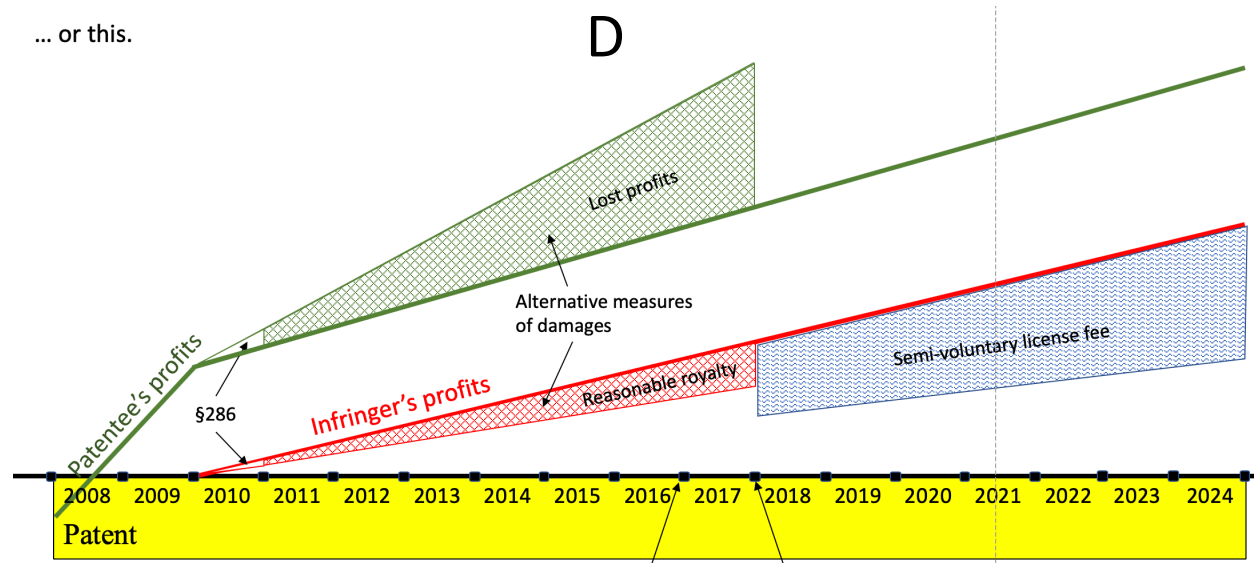 ... or this.
D
Lost profits
Alternative measures
of damages
Patentee's profits
§286
Infringer's profits
Reasonable royalty
Semi-voluntary license fee
2008 2009 2010 2011 2012 2013 2014 2015 2016 2017 2018 2019 2020 2021 2022 2023 2024
Patent